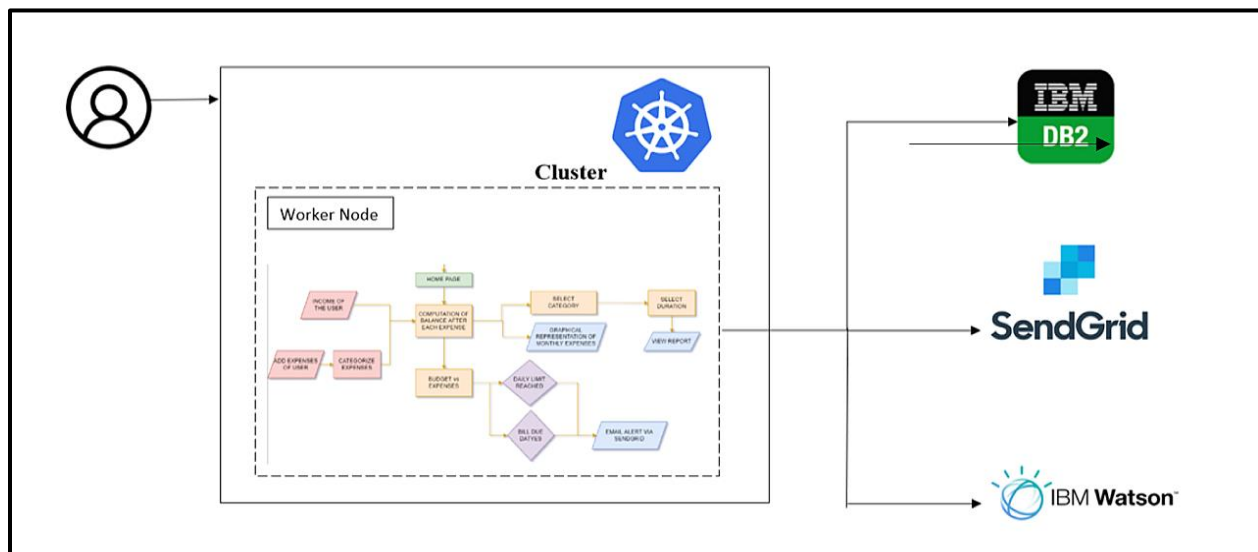 IBM
DB2
Cluster
Worker Node
HOME PAGE
INCOME OF
THE USER
COMPUTATION OF
BALANCE AFTER
EACH EXPENSE
SELECT
CATEGORY
SELECT
DURATION
GRAPHICAL
REPRESENTATION OF
MONTHLY EXPENSES
VIEW REPORT
ADD EXPENSES
OF USER
CATEGORIZE
EXPENSES
BUDGET vs
EXPENSES
DAILY LIMIT
REACHED
BILL DUE
DATYES
EMAIL ALERT VIA
SENDGRID
SendGrid
IBM Watson™